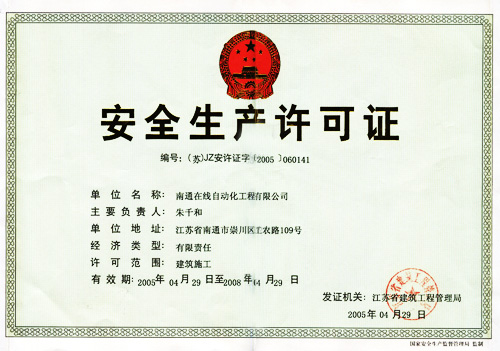 安全生产许可证
编号:(苏)JZ安许证字〔2005〕060141
单位名称:南通在线自动化工程有限公司
主要负责人:朱千和
单位地址:江苏省南通市崇川区工农路109号
经济类型:有限责任
许可范围:建筑施工
有效期:2005年04月29日至2008年04月29日
发证机关:江苏省建筑工程管理局
2005年04月29日
国家安全生产监督管理局 监制